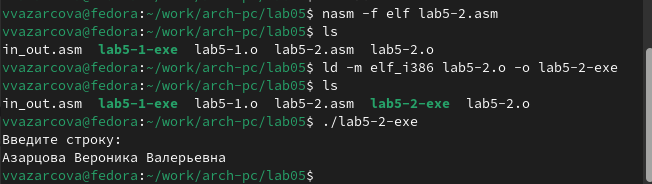 vvazarcova@fedora:~/work/arch-pc/lab05$ nasm -f elf lab5-2.asm
vvazarcova@fedora:~/work/arch-pc/lab05$ ls
in_out.asm  lab5-1-exe  lab5-1.o  lab5-2.asm  lab5-2.o
vvazarcova@fedora:~/work/arch-pc/lab05$ ld -m elf_i386 lab5-2.o -o lab5-2-exe
vvazarcova@fedora:~/work/arch-pc/lab05$ ls
in_out.asm  lab5-1-exe  lab5-1.o  lab5-2.asm  lab5-2-exe  lab5-2.o
vvazarcova@fedora:~/work/arch-pc/lab05$ ./lab5-2-exe
Введите строку:
Азарцова Вероника Валерьевна
vvazarcova@fedora:~/work/arch-pc/lab05$